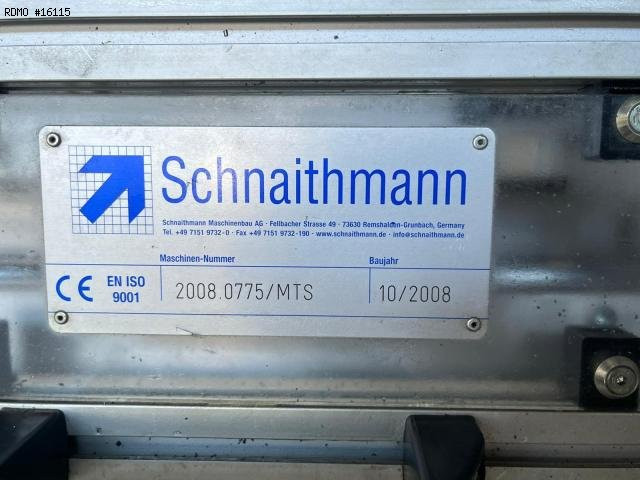 RDMO #16115
Schnaithmann
Schnaithmann Maschinenbau AG · Fellbacher Strasse 49 · 73630 Remshalden-Grunbach, Germany
Tel. +49 7151 9732-0 · Fax +49 7151 9732-190 · www.schnaithmann.de · info@schnaithmann.de
Maschinen-Nummer Baujahr
CE EN ISO 9001 2008.0775/MTS 10/2008